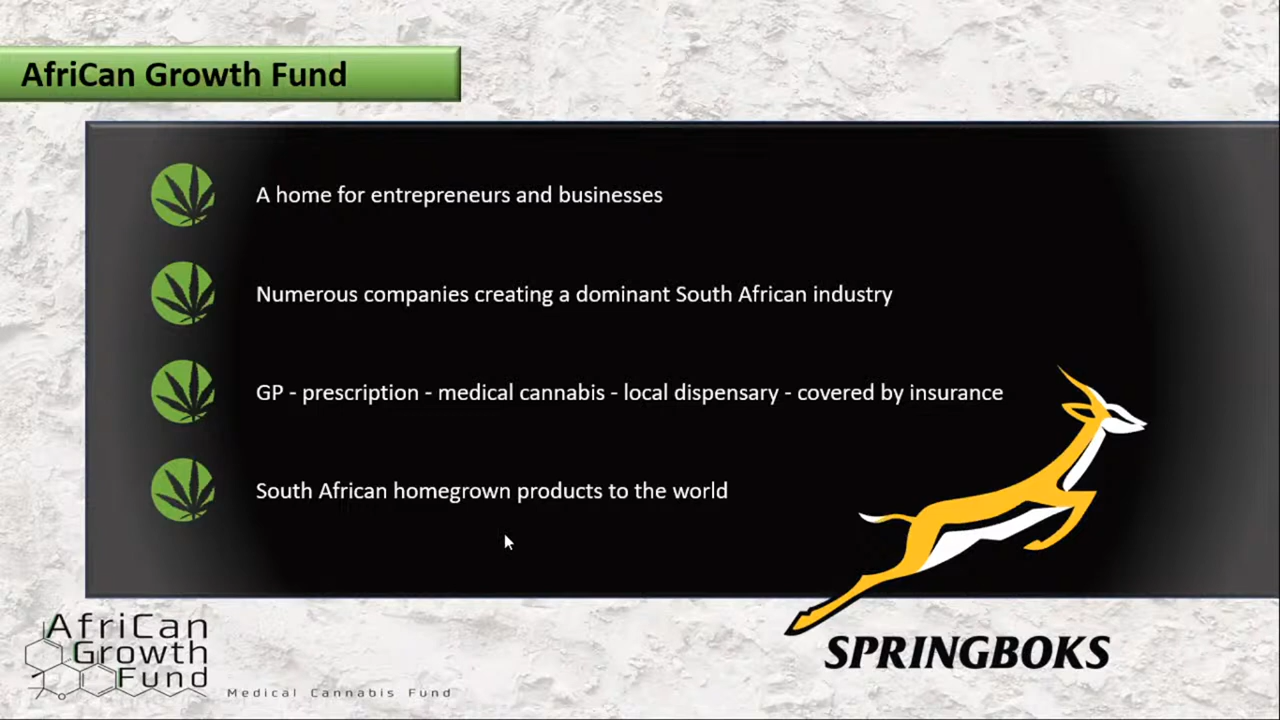 AfriCan Growth Fund
A home for entrepreneurs and businesses
Numerous companies creating a dominant South African industry
GP - prescription - medical cannabis - local dispensary - covered by insurance
South African homegrown products to the world
SPRINGBOKS
AfriCan
Growth
Fund
Medical Cannabis Fund